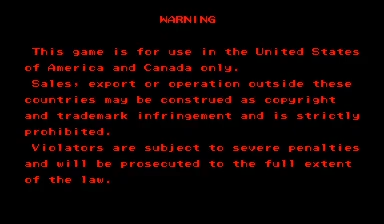 WARNING
This game is for use in the United States
of America and Canada only.
Sales, export or operation outside these
countries may be construed as copyright
and trademark infringement and is strictly
prohibited.
Violators are subject to severe penalties
and will be prosecuted to the full extent
of the law.